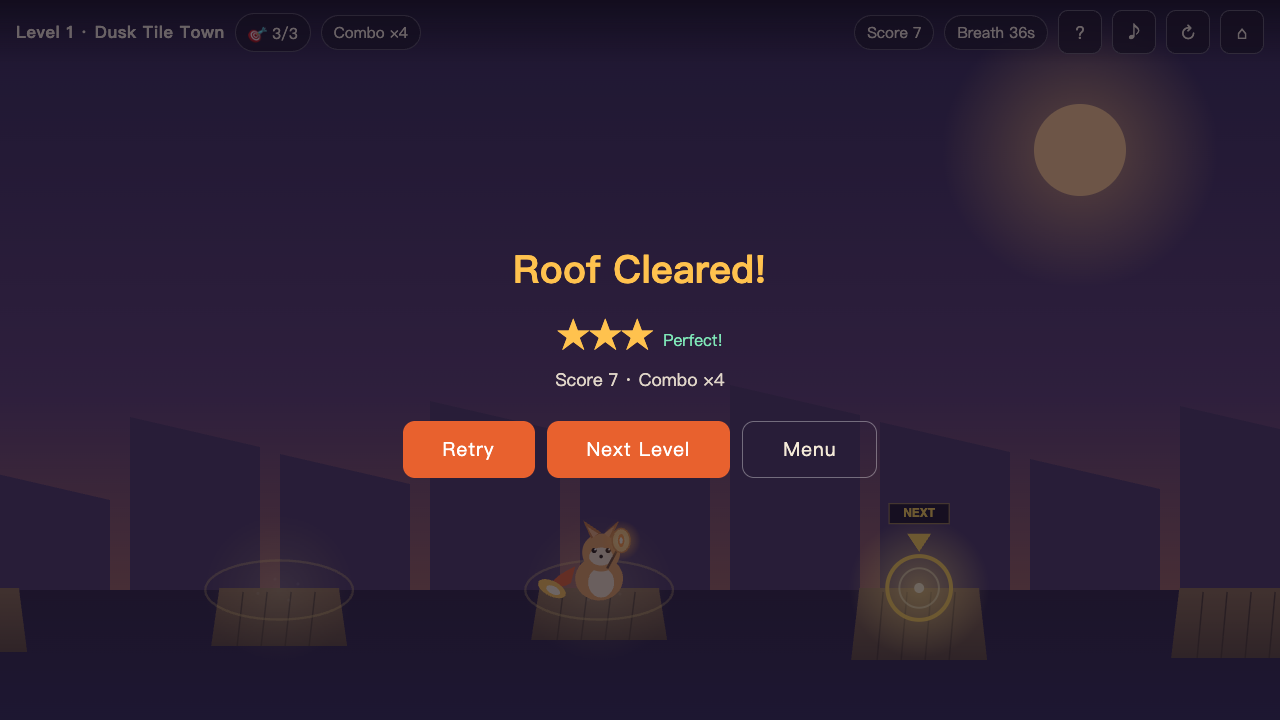 Level 1 · Dusk Tile Town
🎯 3/3
Combo ×4
Score 7
Breath 36s
?
♪
↻
⌂
Roof Cleared!
★★★ Perfect!
Score 7 · Combo ×4
Retry
Next Level
Menu
NEXT